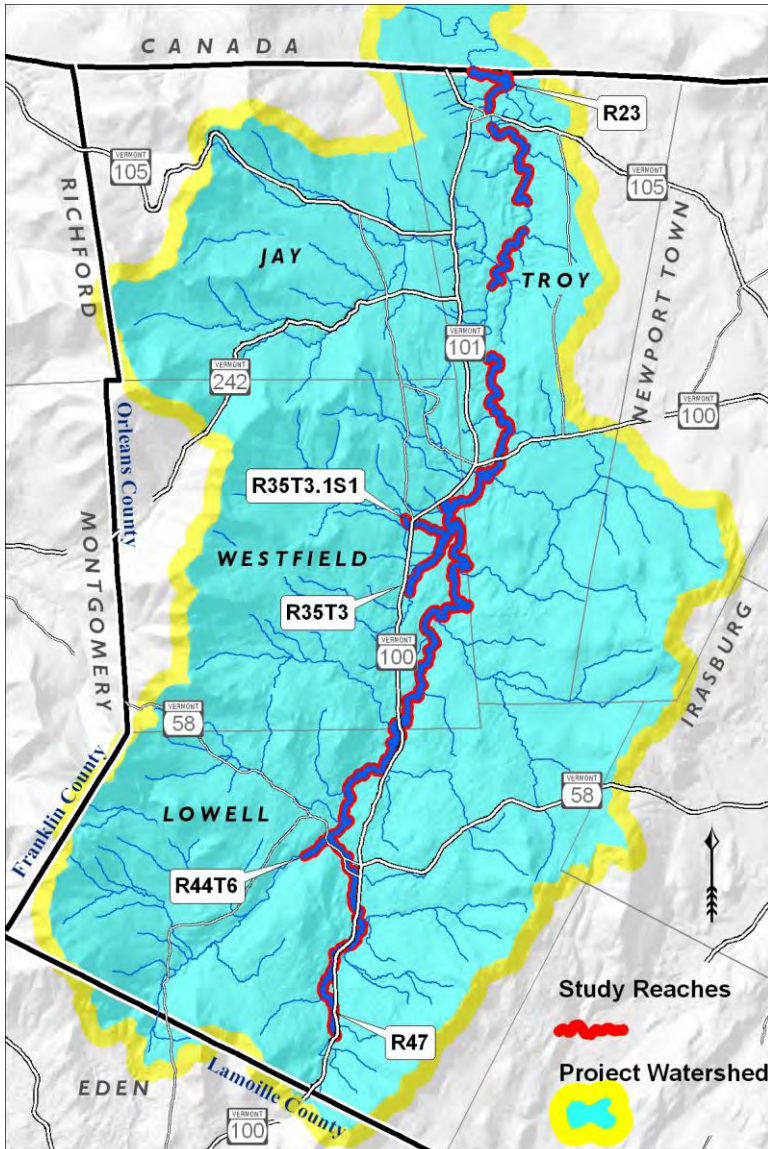 CANADA
R23
VERMONT
105
VERMONT
105
RICHFORD
JAY
TROY
NEWPORT TOWN
VERMONT
101
VERMONT
242
VERMONT
100
Orleans County
R35T3.1S1
WESTFIELD
MONTGOMERY
R35T3
VERMONT
100
IRASBURG
VERMONT
58
VERMONT
58
Franklin County
LOWELL
R44T6
Study Reaches
R47
Project Watershed
EDEN
Lamoille County
VERMONT
100